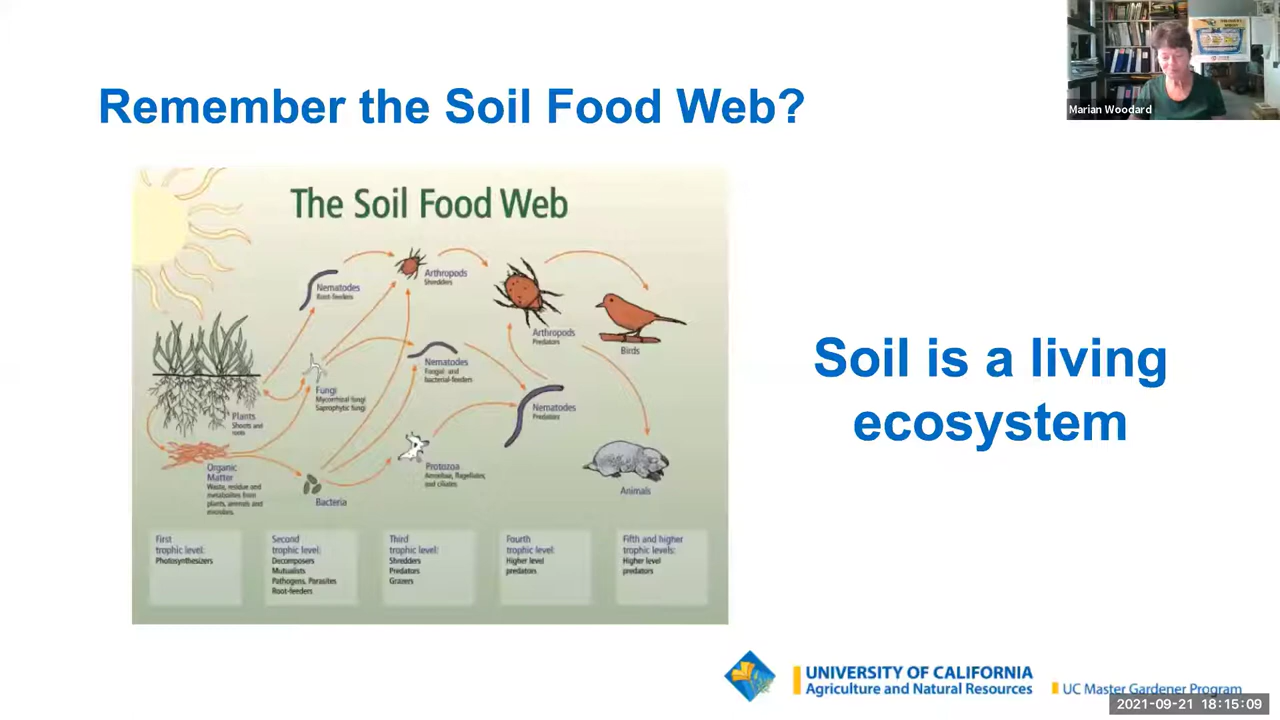 Remember the Soil Food Web?
Marian Woodard
The Soil Food Web
Nematodes
Root-feeders
Arthropods
Shredders
Arthropods
Predators
Birds
Nematodes
Fungal- and
bacterial-feeders
Fungi
Mycorrhizal fungi
Saprophytic fungi
Nematodes
Predators
Plants
Shoots and
roots
Organic
Matter
Waste, residue and
metabolites from
plants, animals and
microbes.
Bacteria
Protozoa
Amoebae, flagellates,
and ciliates
Animals
First
trophic level:
Photosynthesizers
Second
trophic level:
Decomposers
Mutualists
Pathogens, Parasites
Root-feeders
Third
trophic level:
Shredders
Predators
Grazers
Fourth
trophic level:
Higher level
predators
Fifth and higher
trophic levels:
Higher level
predators
Soil is a living
ecosystem
UNIVERSITY OF CALIFORNIA
Agriculture and Natural Resources
UC Master Gardener Program
2021-09-21 18:15:09